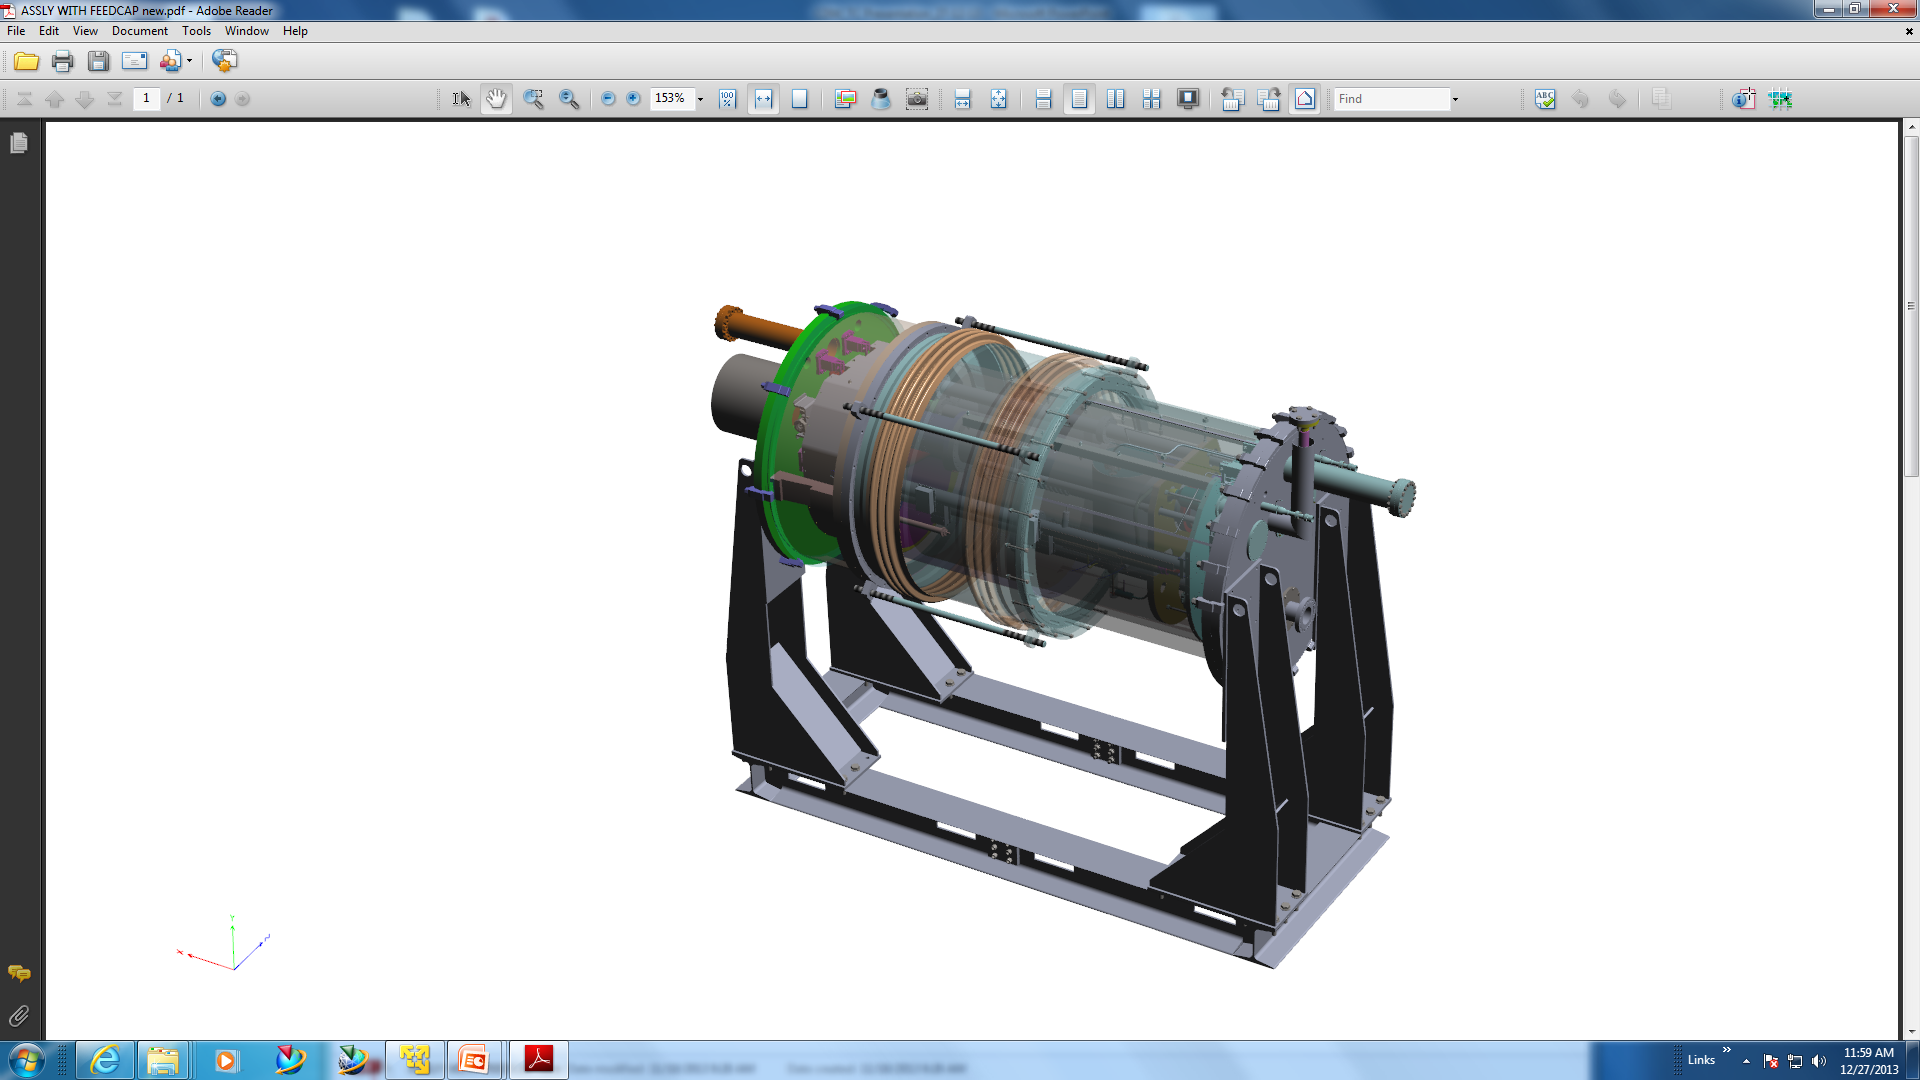 ASSLY WITH FEEDCAP new.pdf - Adobe Reader
File Edit View Document Tools Window Help
1 / 1 153% Find
Y
X
Z
Links
11:59 AM
12/27/2013